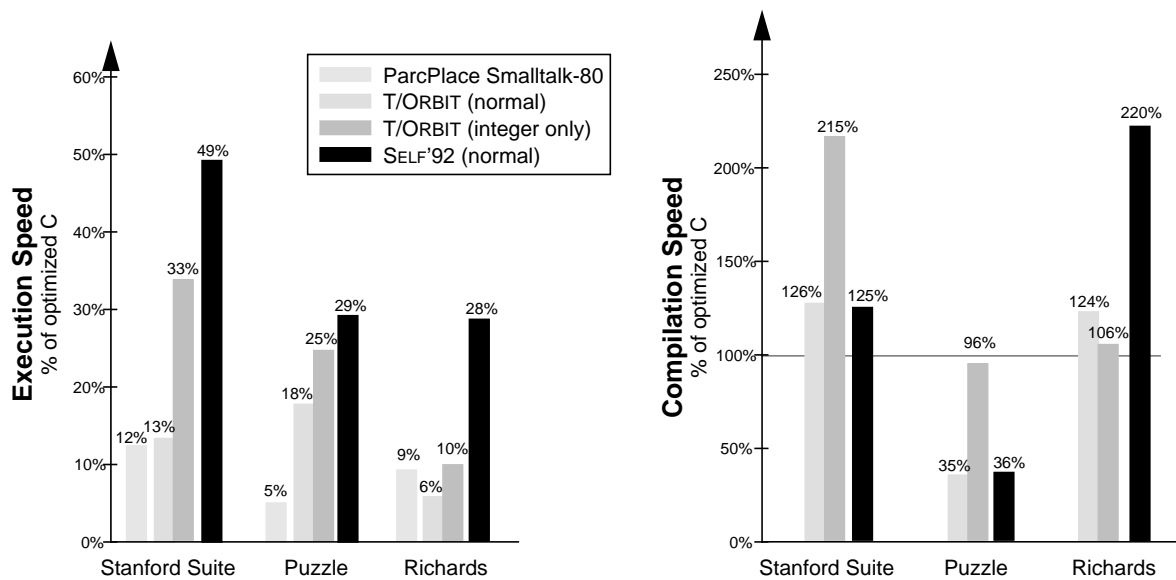 60%
50%
40%
30%
20%
10%
0%
Execution Speed
% of optimized C
ParcPlace Smalltalk-80
T/ORBIT (normal)
T/ORBIT (integer only)
SELF'92 (normal)
12%
13%
33%
49%
5%
18%
25%
29%
9%
6%
10%
28%
Stanford Suite
Puzzle
Richards
250%
200%
150%
100%
50%
0%
Compilation Speed
% of optimized C
126%
215%
125%
35%
96%
36%
124%
106%
220%
Stanford Suite
Puzzle
Richards